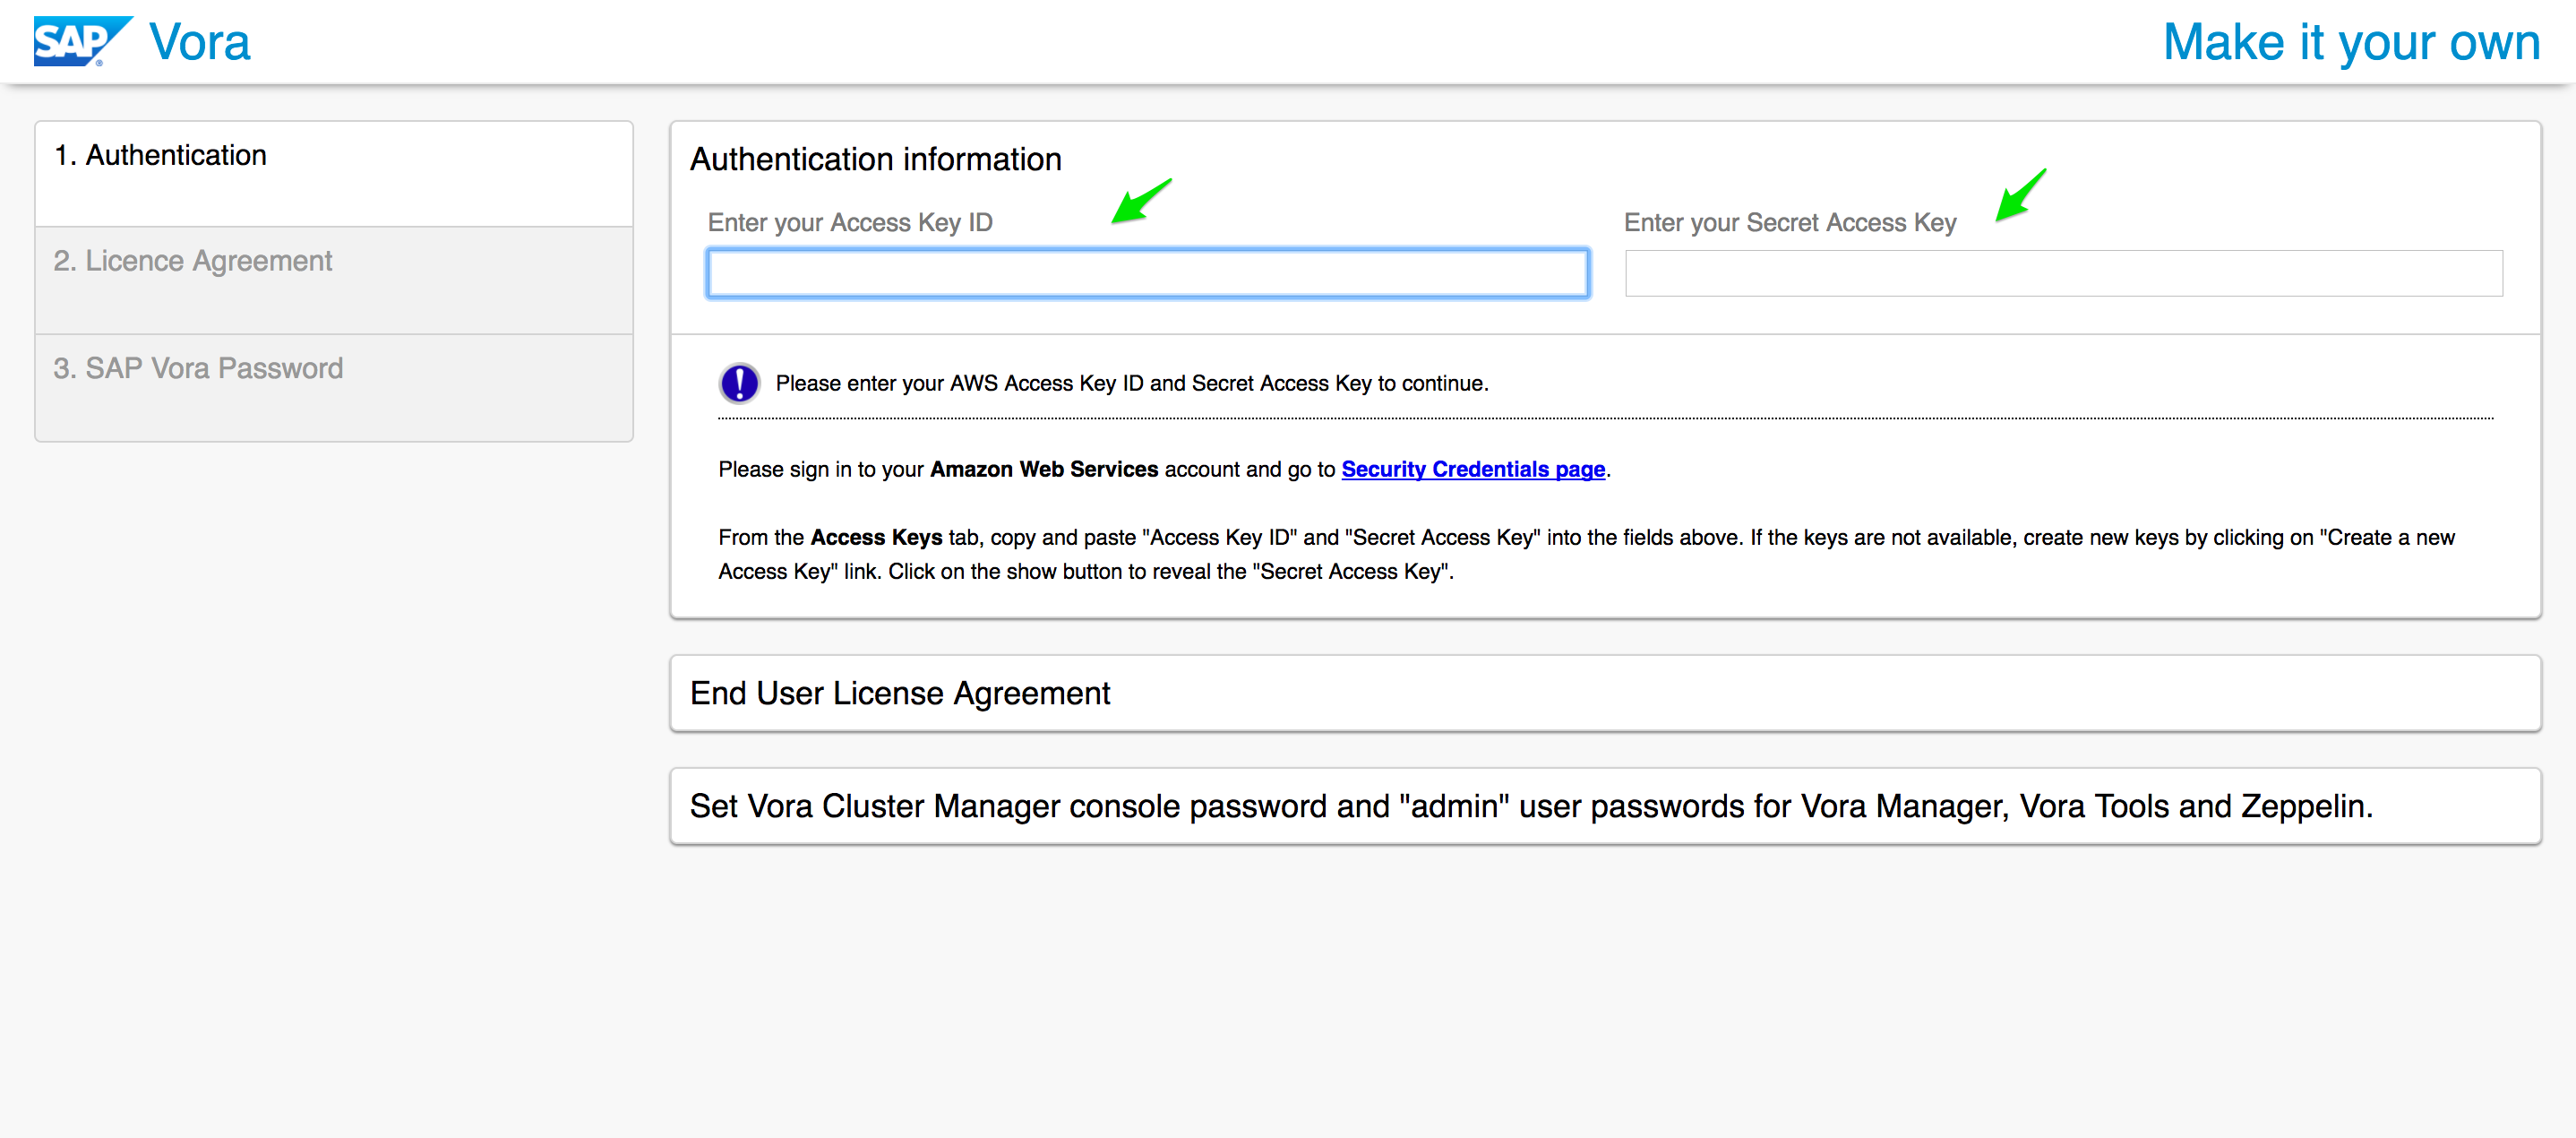 SAP® Vora
Make it your own
1. Authentication
2. Licence Agreement
3. SAP Vora Password
Authentication information
Enter your Access Key ID
Enter your Secret Access Key
Please enter your AWS Access Key ID and Secret Access Key to continue.
Please sign in to your Amazon Web Services account and go to Security Credentials page.
From the Access Keys tab, copy and paste "Access Key ID" and "Secret Access Key" into the fields above. If the keys are not available, create new keys by clicking on "Create a new
Access Key" link. Click on the show button to reveal the "Secret Access Key".
End User License Agreement
Set Vora Cluster Manager console password and "admin" user passwords for Vora Manager, Vora Tools and Zeppelin.